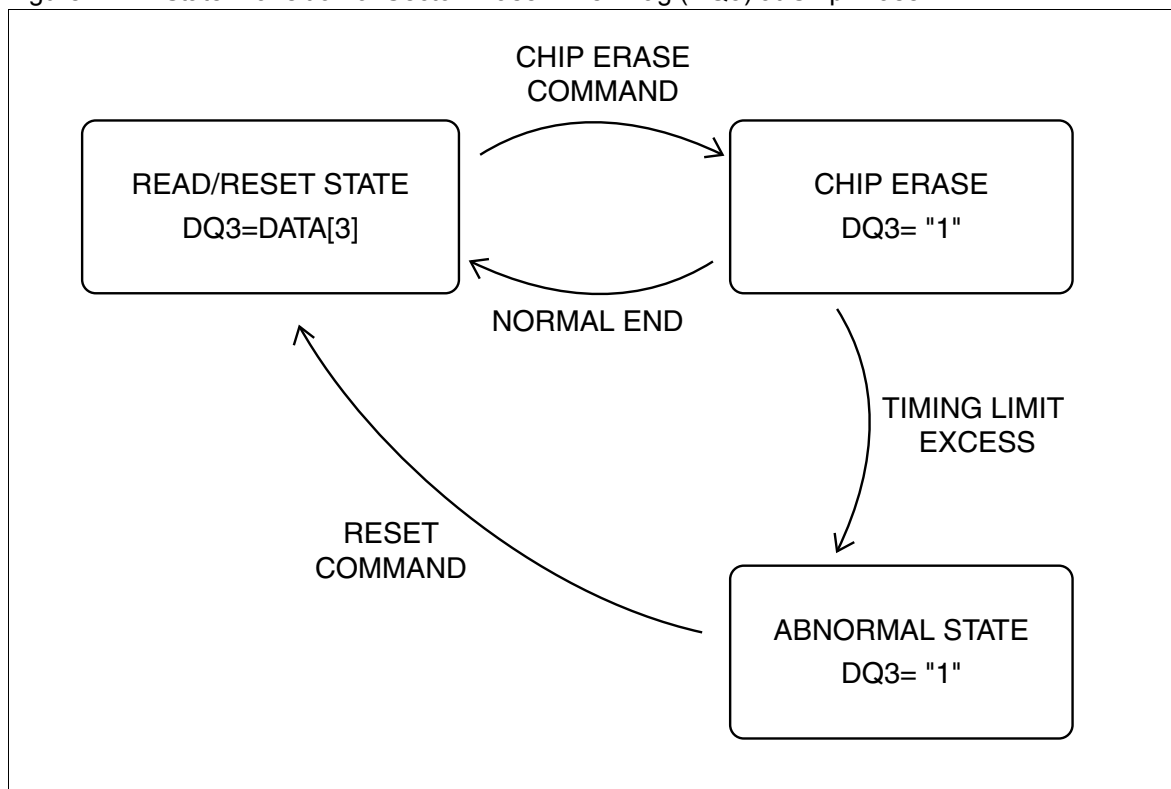 CHIP ERASE
COMMAND
READ/RESET STATE
DQ3=DATA[3]
CHIP ERASE
DQ3= "1"
NORMAL END
TIMING LIMIT
EXCESS
RESET
COMMAND
ABNORMAL STATE
DQ3= "1"